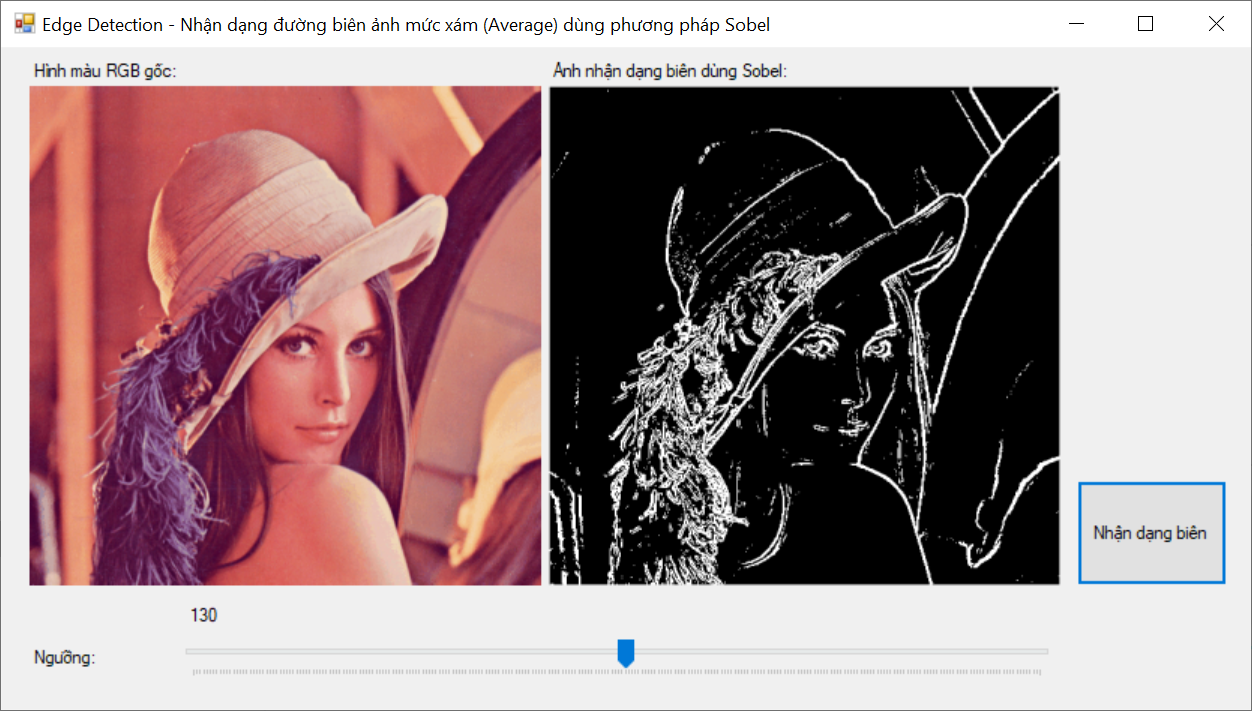 Edge Detection - Nhận dạng đường biên ảnh mức xám (Average) dùng phương pháp Sobel
Hình màu RGB gốc:
Ảnh nhận dạng biên dùng Sobel:
Nhận dạng biên
130
Ngưỡng: